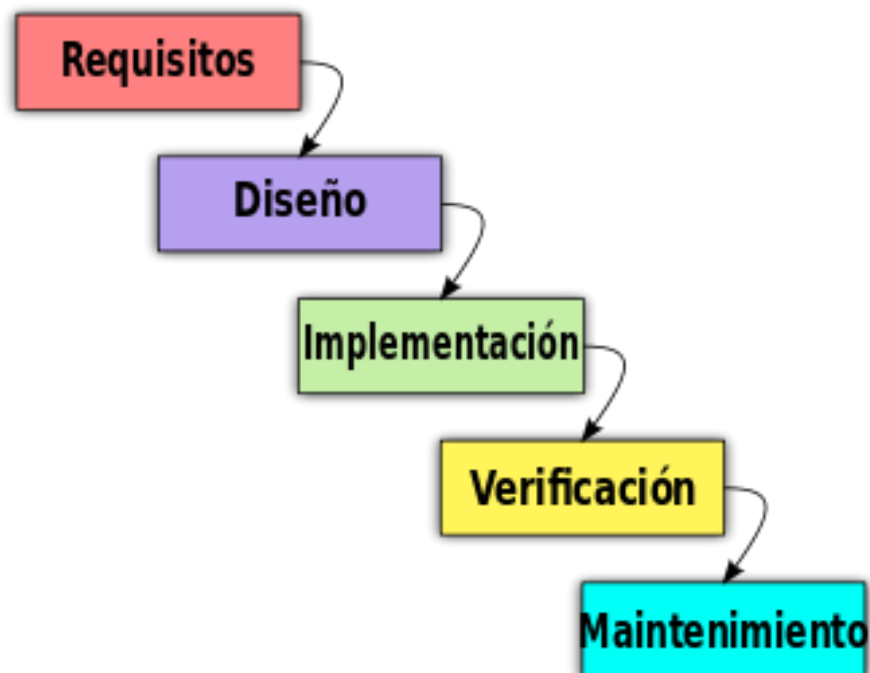 Requisitos
Diseño
Implementación
Verificación
Maintenimiento